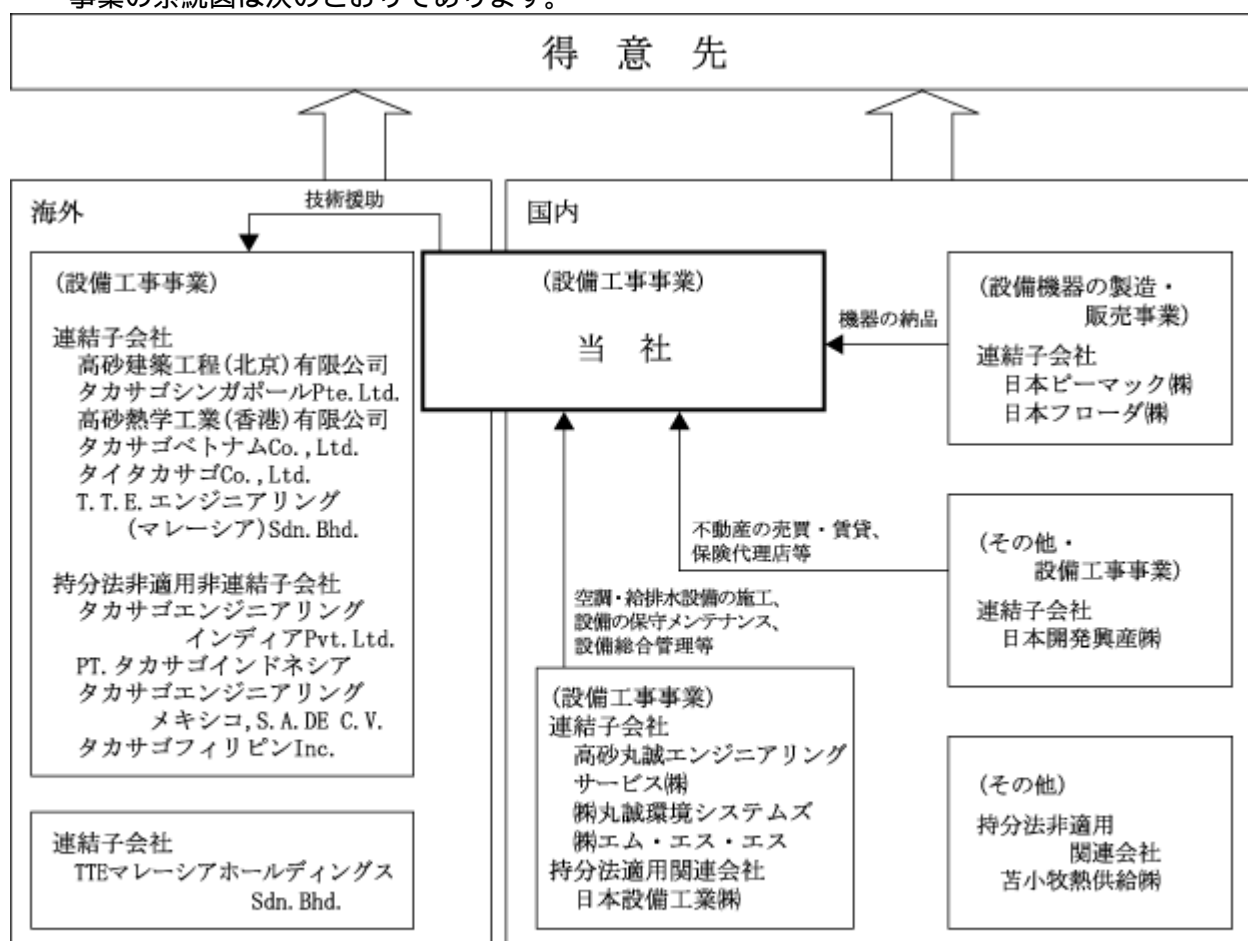 事業の系統図は次のとおりであります。
得 意 先
海外
技術援助
(設備工事事業)
連結子会社
高砂建築工程(北京)有限公司
タカサゴシンガポールPte.Ltd.
高砂熱学工業(香港)有限公司
タカサゴベトナムCo.,Ltd.
タイタカサゴCo.,Ltd.
T.T.E.エンジニアリング
(マレーシア)Sdn.Bhd.
持分法非適用非連結子会社
タカサゴエンジニアリング
インディアPvt.Ltd.
PT.タカサゴインドネシア
タカサゴエンジニアリング
メキシコ,S.A.DE C.V.
タカサゴフィリピンInc.
連結子会社
TTEマレーシアホールディングス
Sdn.Bhd.
国内
(設備工事事業)
当 社
機器の納品
(設備機器の製造・
販売事業)
連結子会社
日本ピーマック㈱
日本フローダ㈱
不動産の売買・賃貸、
保険代理店等
(その他・
設備工事事業)
連結子会社
日本開発興産㈱
空調・給排水設備の施工、
設備の保守メンテナンス、
設備総合管理等
(設備工事事業)
連結子会社
高砂丸誠エンジニアリング
サービス㈱
㈱丸誠環境システムズ
㈱エム・エス・エス
持分法適用関連会社
日本設備工業㈱
(その他)
持分法非適用
関連会社
苫小牧熱供給㈱